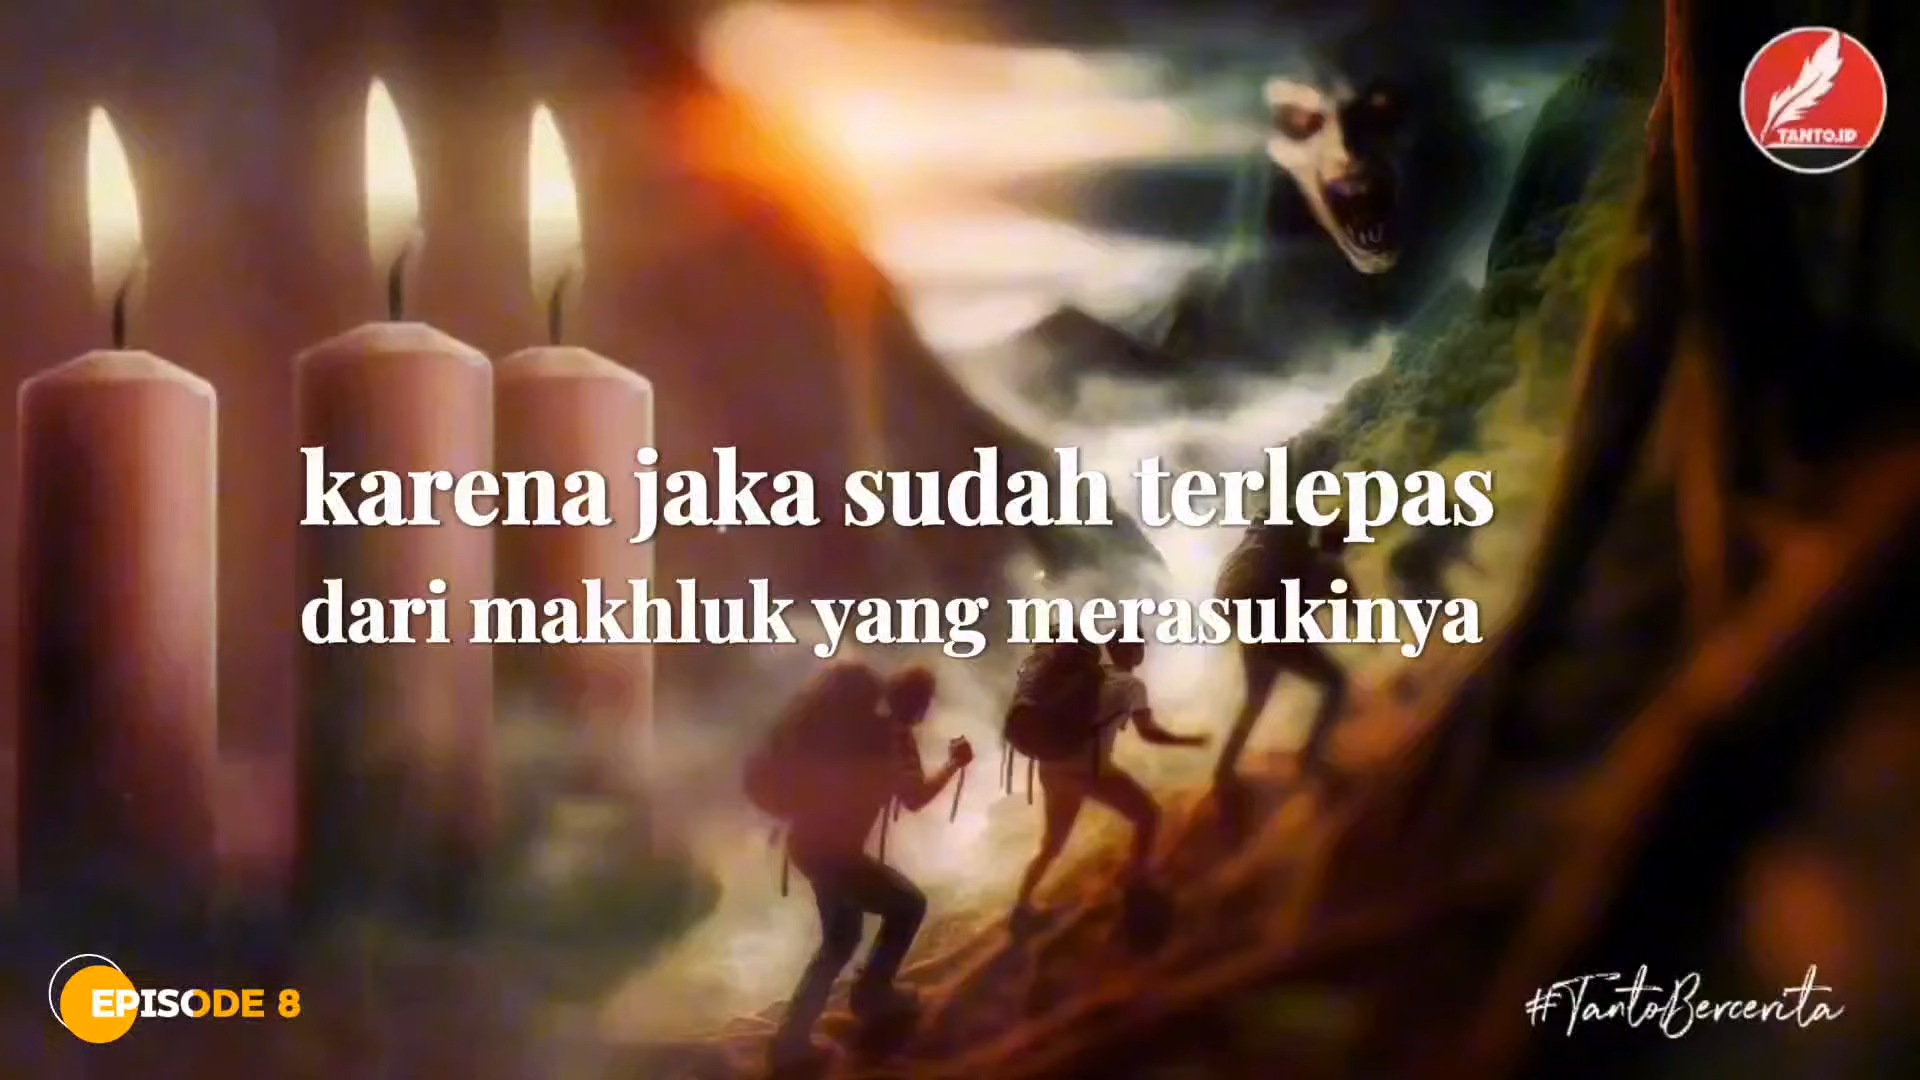 TANTO.ID
karena jaka sudah terlepas
dari makhluk yang merasukinya
EPISODE 8
#TantoBercerita